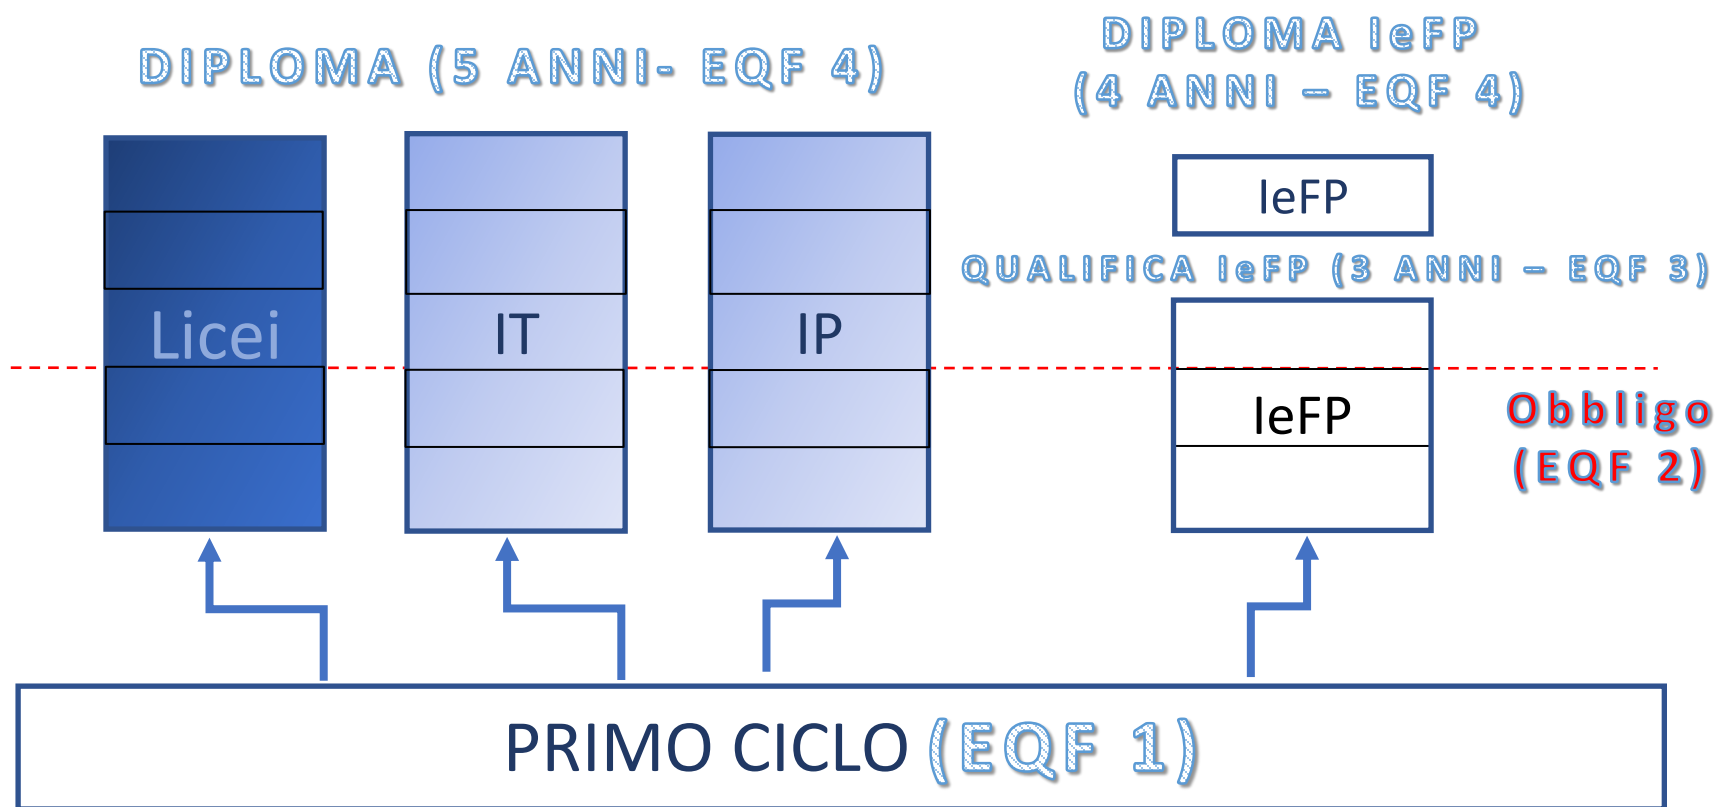 DIPLOMA (5 ANNI- EQF 4)
DIPLOMA IeFP
(4 ANNI – EQF 4)
IeFP
QUALIFICA IeFP (3 ANNI – EQF 3)
Licei
IT
IP
IeFP
Obbligo
(EQF 2)
PRIMO CICLO (EQF 1)